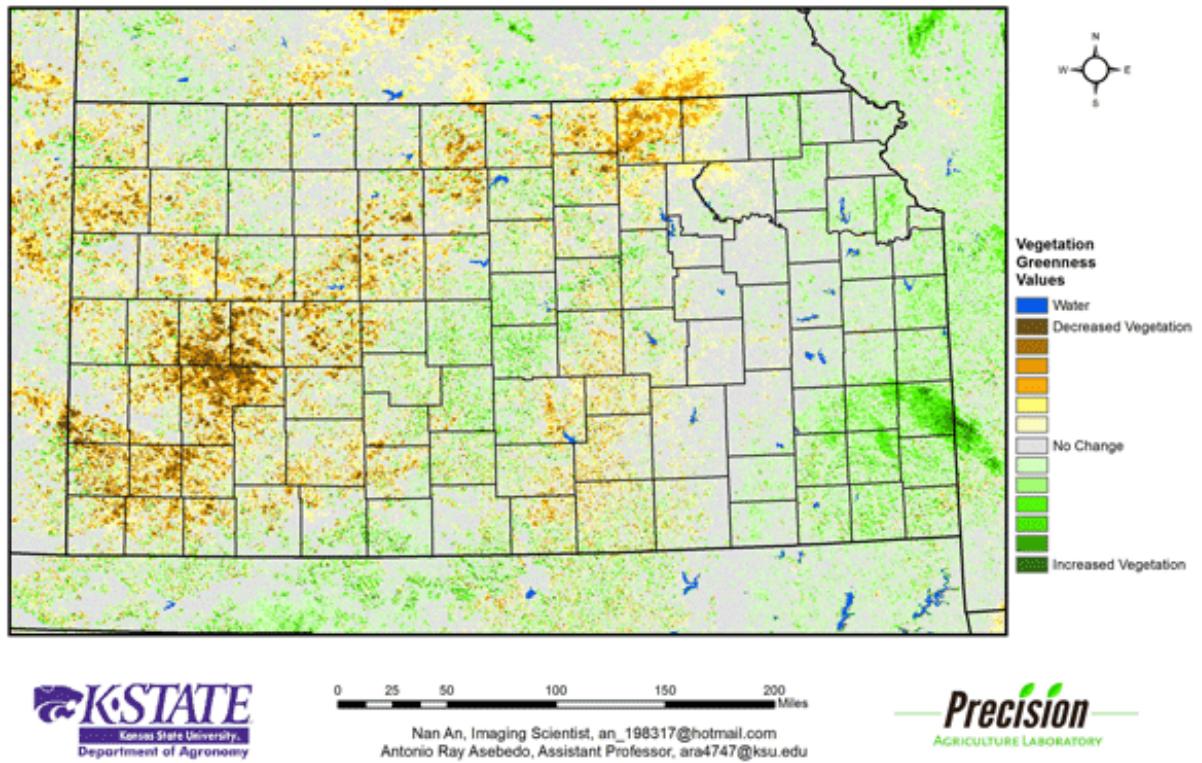 N
W
E
S
Vegetation
Greenness
Values
Water
Decreased Vegetation
No Change
Increased Vegetation
K-STATE
Kansas State University.
Department of Agronomy
0 25 50 100 150 200
Miles
Nan An, Imaging Scientist, an_198317@hotmail.com
Antonio Ray Asebedo, Assistant Professor, ara4747@ksu.edu
Precision
AGRICULTURE LABORATORY